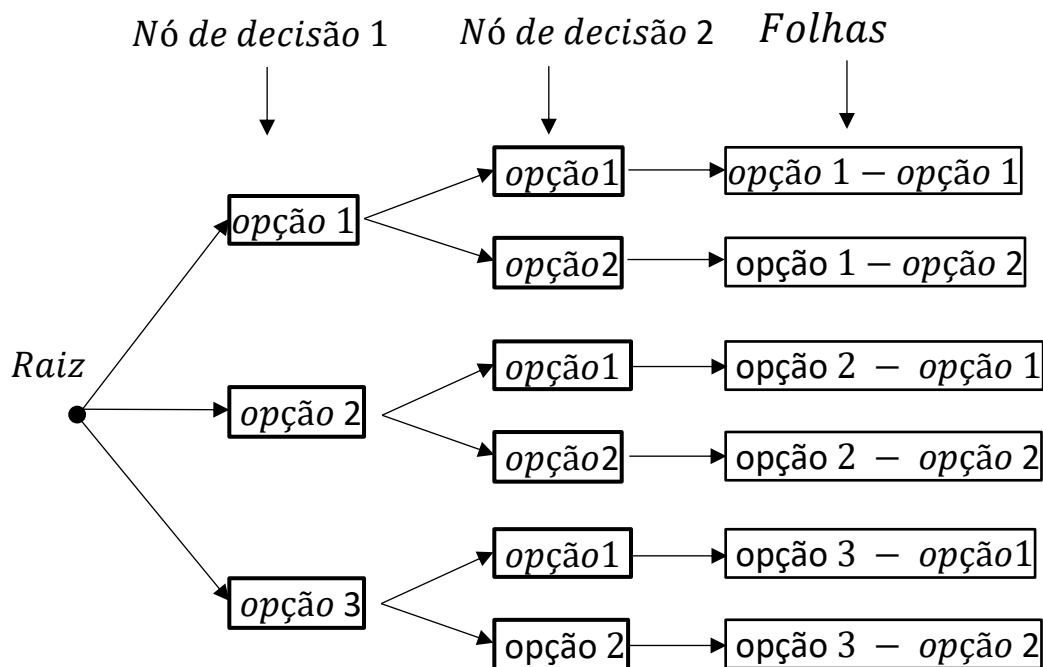 Nó de decisão 1
Nó de decisão 2
Folhas
opção1
opção 1 − opção 1
opção 1
opção2
opção 1 − opção 2
Raiz
opção1
opção 2 − opção 1
opção 2
opção2
opção 2 − opção 2
opção1
opção 3 − opção1
opção 3
opção 2
opção 3 − opção 2